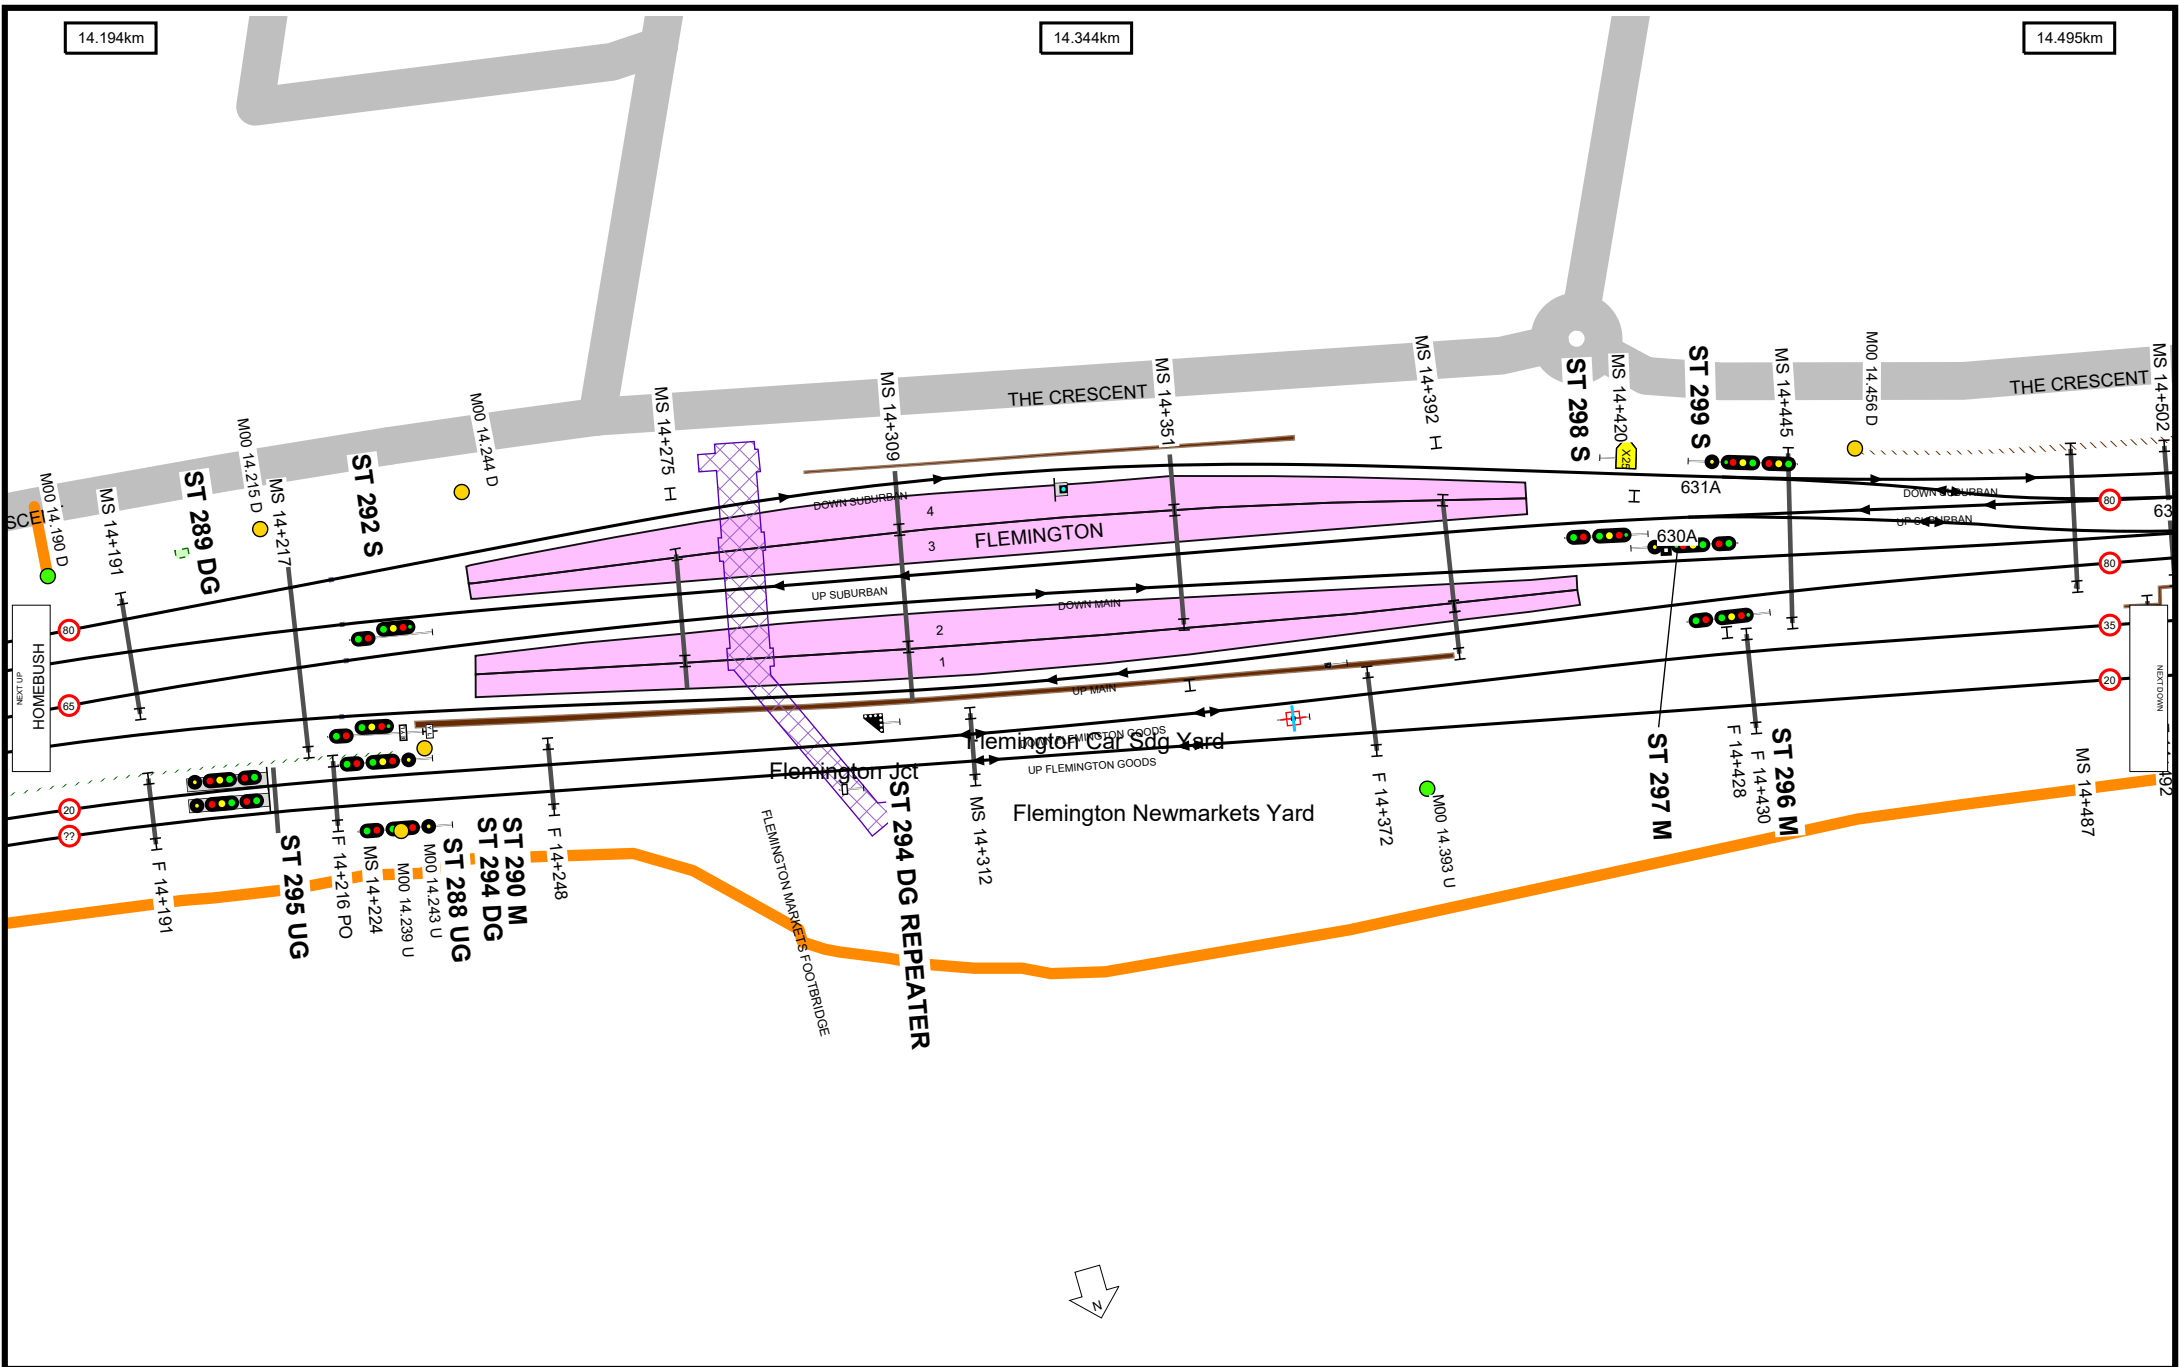 14.194km
14.344km
14.495km
THE CRESCENT
THE CRESCENT
M00 14.190 D
MS 14+191
ST 289 DG
M00 14.215 D
MS 14+217
ST 292 S
M00 14.244 D
MS 14+275
MS 14+309
MS 14+351
MS 14+392
ST 298 S
MS 14+420
X25
ST 299 S
MS 14+445
M00 14.456 D
MS 14+502
631A
630A
63
DOWN SUBURBAN
DOWN SUBURBAN
UP SUBURBAN
UP SUBURBAN
4
3
FLEMINGTON
DOWN MAIN
2
1
UP MAIN
80
65
20
??
80
80
35
20
NEXT UP
HOMEBUSH
NEXT DOWN
DOWN FLEMINGTON GOODS
Flemington Car Sdg Yard
UP FLEMINGTON GOODS
Flemington Jct
Flemington Newmarkets Yard
F 14+191
ST 295 UG
F 14+216 PO
MS 14+224
M00 14.239 U
M00 14.243 U
ST 288 UG
ST 294 DG
ST 290 M
F 14+248
FLEMINGTON MARKETS FOOTBRIDGE
ST 294 DG REPEATER
MS 14+312
F 14+372
M00 14.393 U
ST 297 M
F 14+428
F 14+430
ST 296 M
MS 14+487
N